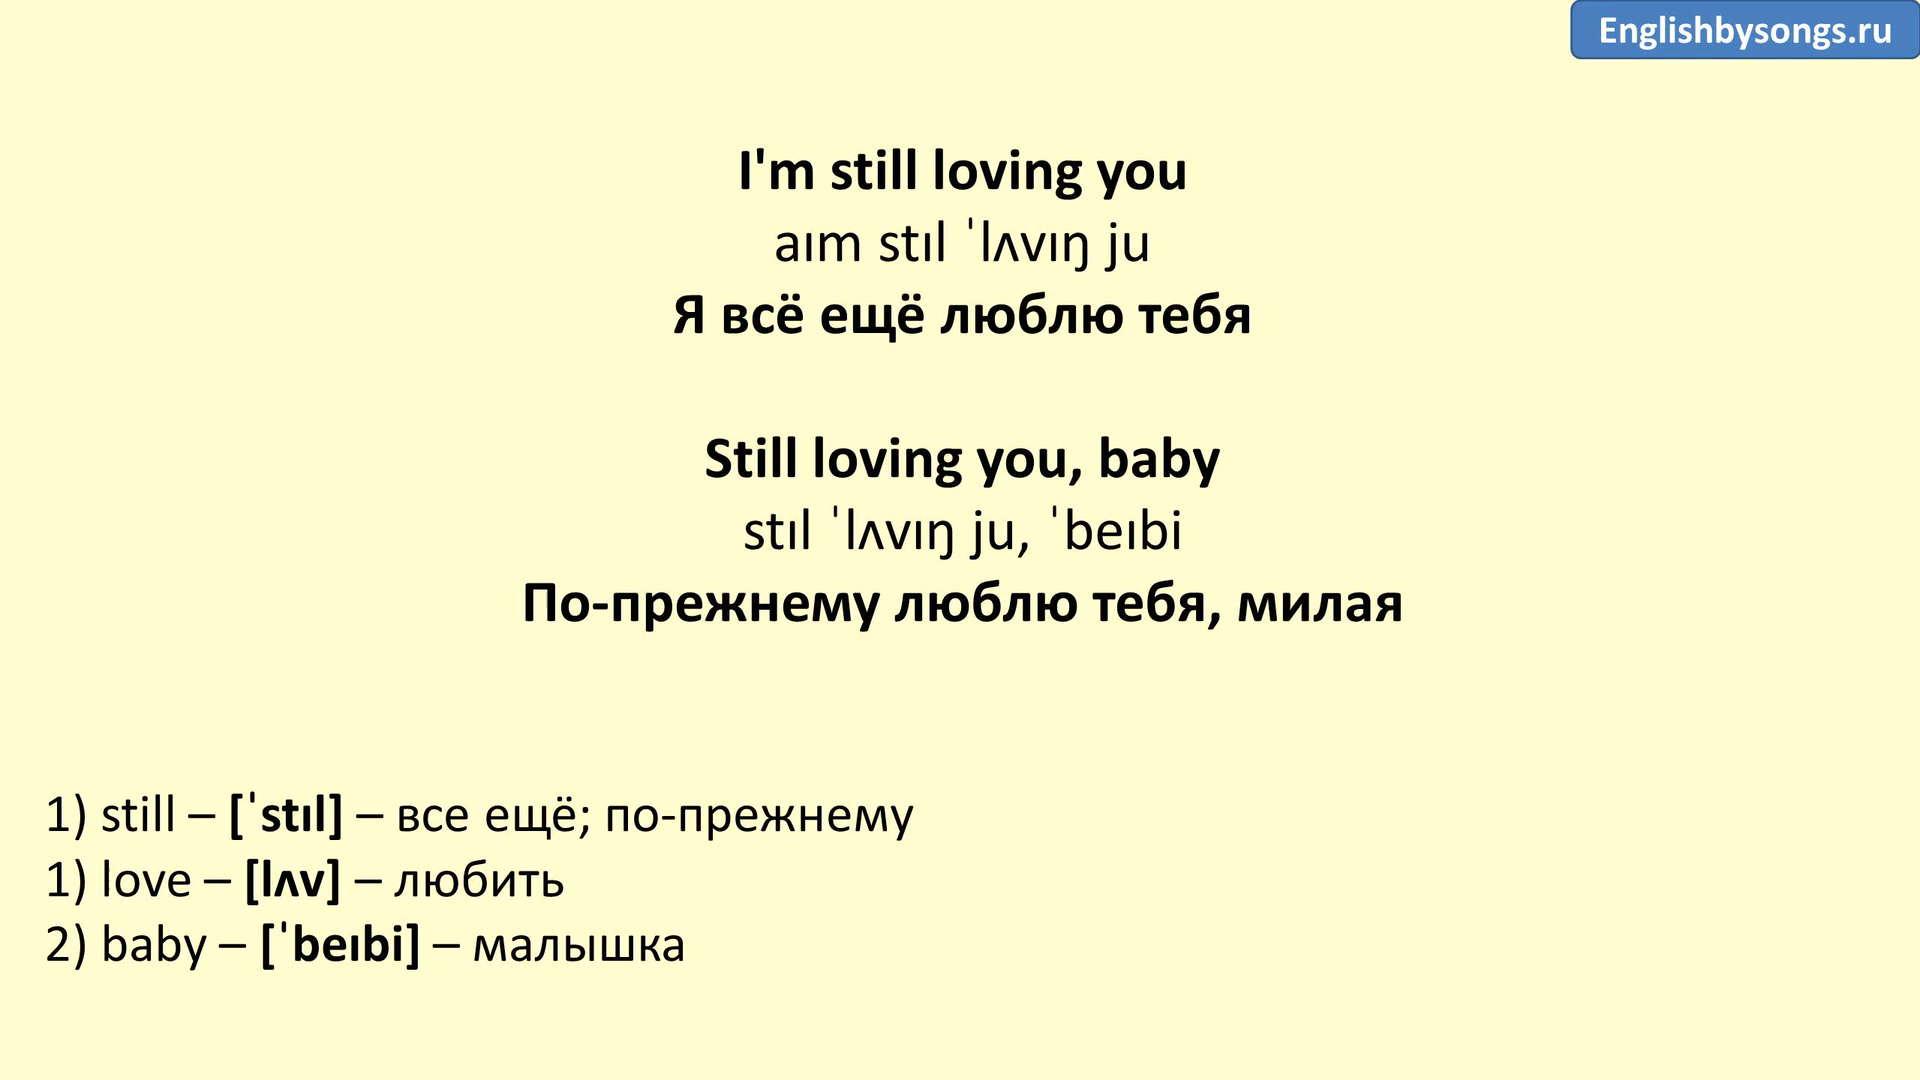 Englishbysongs.ru
I'm still loving you
aım stıl ˈlʌvıŋ ju
Я всё ещё люблю тебя
Still loving you, baby
stıl ˈlʌvıŋ ju, ˈbeıbi
По-прежнему люблю тебя, милая
1) still – [ˈstıl] – все ещё; по-прежнему
1) love – [lʌv] – любить
2) baby – [ˈbeıbi] – малышка